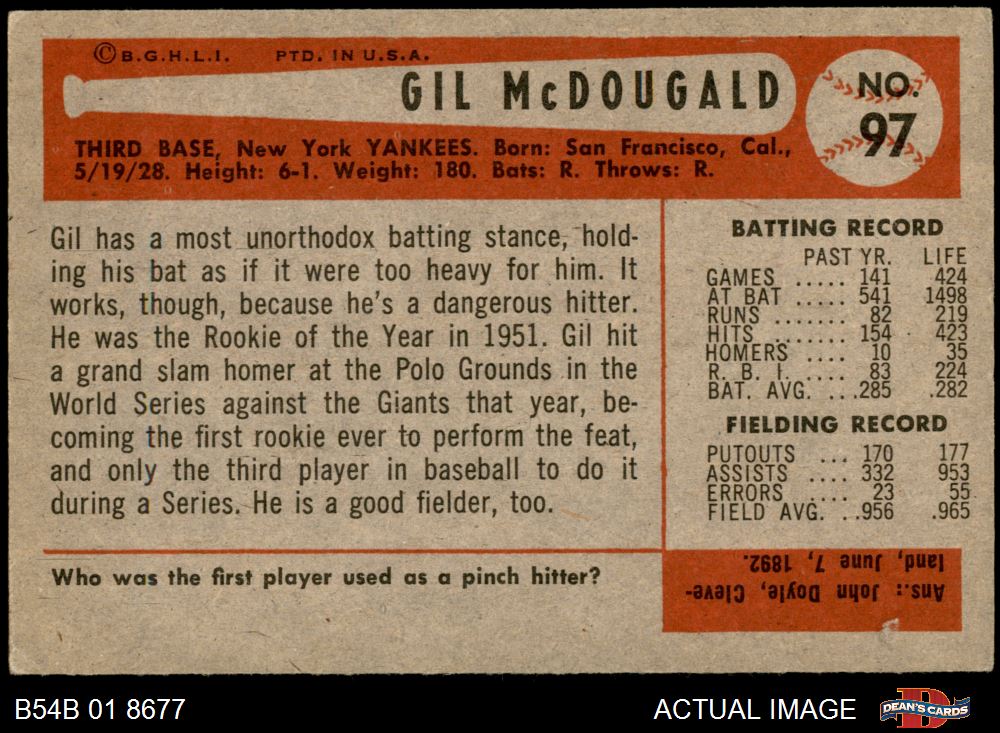 ©B.G.H.L.I. PTD. IN U.S.A.
GIL McDOUGALD
NO.
97
THIRD BASE, New York YANKEES. Born: San Francisco, Cal.,
5/19/28. Height: 6-1. Weight: 180. Bats: R. Throws: R.
Gil has a most unorthodox batting stance, hold-
ing his bat as if it were too heavy for him. It
works, though, because he's a dangerous hitter.
He was the Rookie of the Year in 1951. Gil hit
a grand slam homer at the Polo Grounds in the
World Series against the Giants that year, be-
coming the first rookie ever to perform the feat,
and only the third player in baseball to do it
during a Series. He is a good fielder, too.
BATTING RECORD
PAST YR. LIFE
GAMES ..... 141 424
AT BAT ..... 541 1498
RUNS ....... 82 219
HITS ....... 154 423
HOMERS .... 10 35
R. B. I. .... 83 224
BAT. AVG. ...285 .282
FIELDING RECORD
PUTOUTS ... 170 177
ASSISTS ... 332 953
ERRORS .... 23 55
FIELD AVG. ..956 .965
Who was the first player used as a pinch hitter?
Ans.: John Doyle, Cleve-
land, June 7, 1892.
B54B 01 8677
ACTUAL IMAGE
DEAN'S CARDS